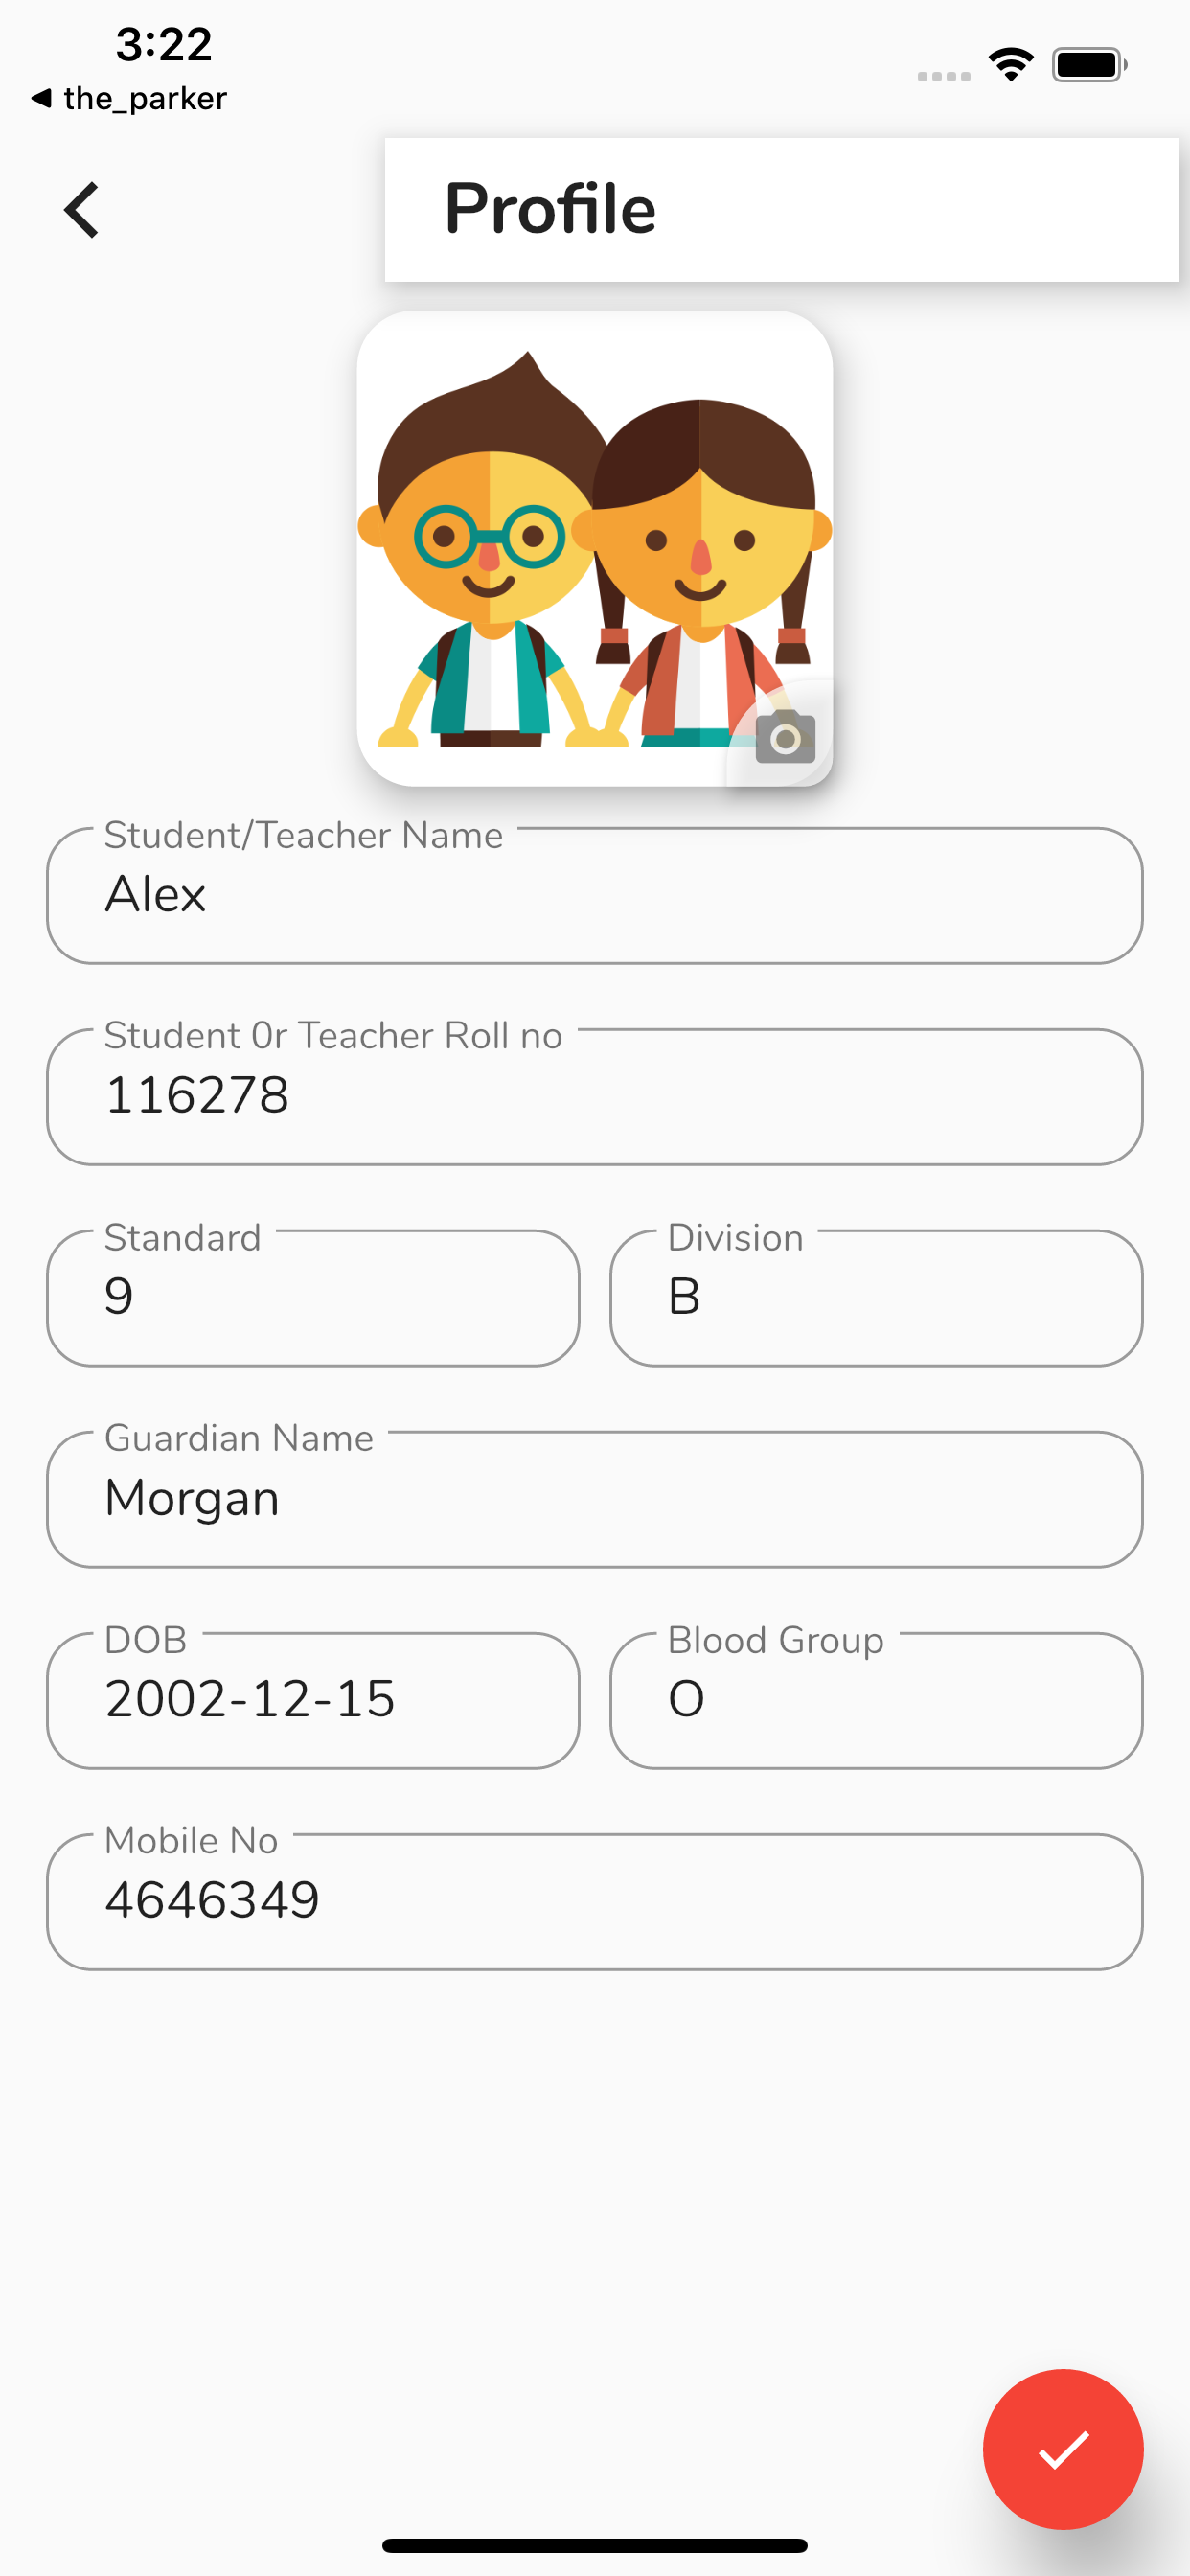 3:22
◀ the_parker
Profile
Student/Teacher Name
Alex
Student 0r Teacher Roll no
116278
Standard
9
Division
B
Guardian Name
Morgan
DOB
2002-12-15
Blood Group
O
Mobile No
4646349